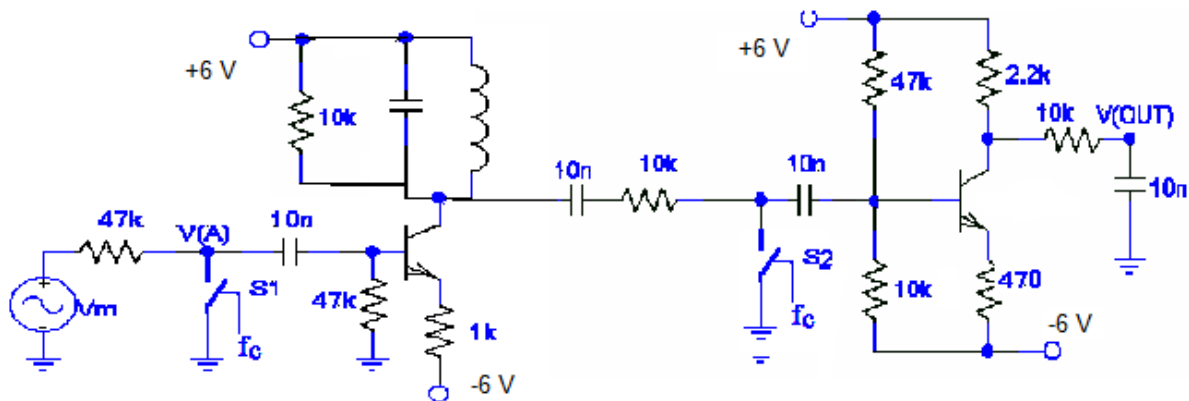 +6 V
10k
47k
V(A)
10n
Vm
S1
fc
47k
1k
-6 V
10n
10k
10n
S2
fc
+6 V
47k
2.2k
10k
V(OUT)
10n
10k
470
-6 V